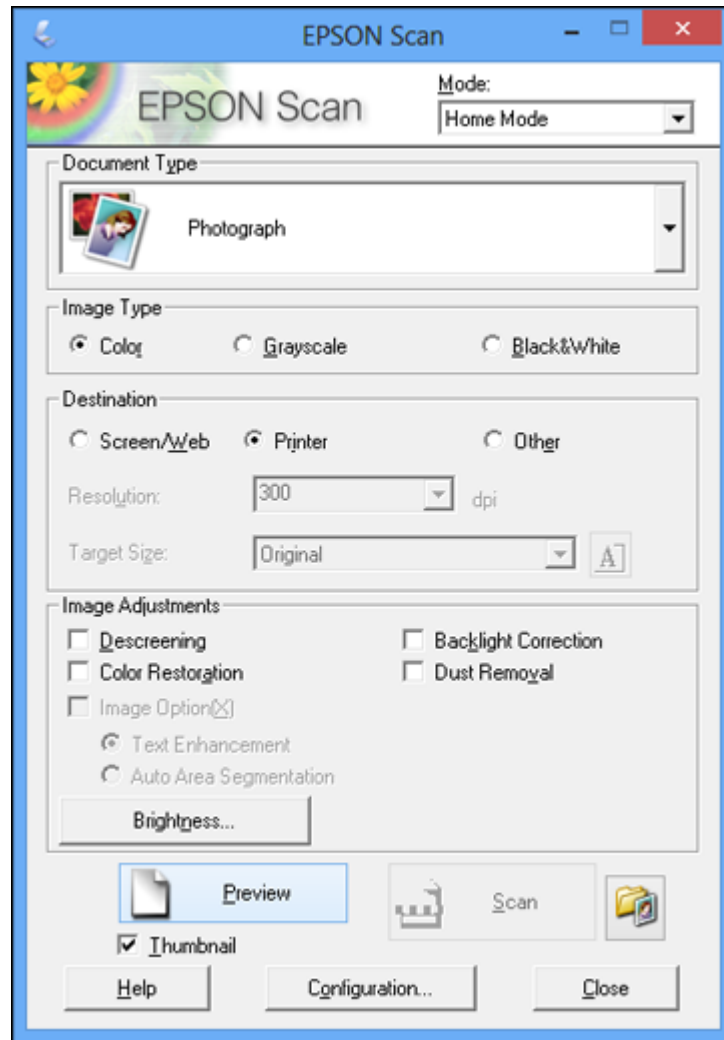 EPSON Scan
EPSON Scan
Mode:
Home Mode
Document Type
Photograph
Image Type
Color Grayscale Black&White
Destination
Screen/Web Printer Other
Resolution: 300 dpi
Target Size: Original A
Image Adjustments
Descreening Backlight Correction
Color Restoration Dust Removal
Image Option(X)
Text Enhancement
Auto Area Segmentation
Brightness...
Preview Scan
Thumbnail
Help Configuration... Close